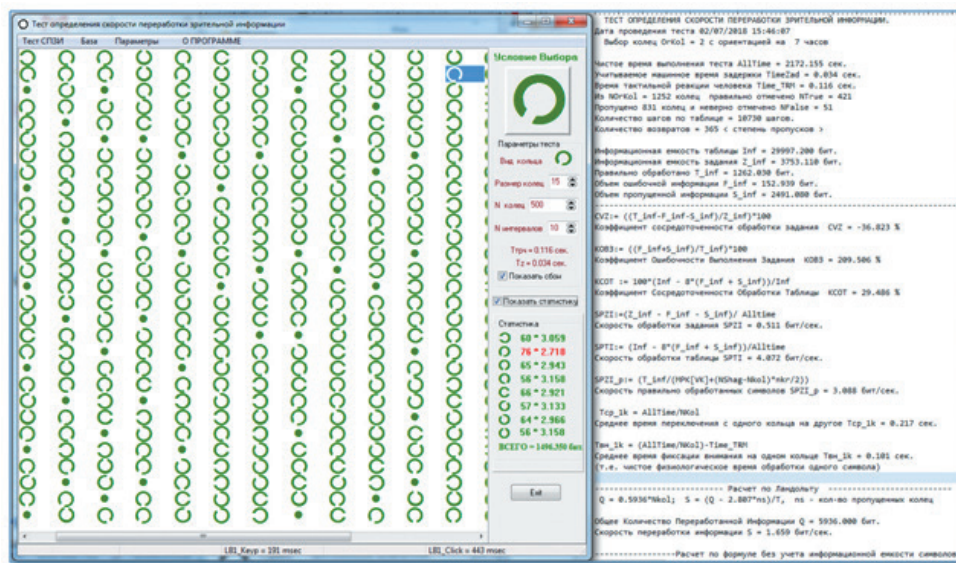 Тест определения скорости переработки зрительной информации
Тест СПЗИ База Параметры О ПРОГРАММЕ
Условие Выбора
Параметры теста
Вид кольца
Размер колец 15
N колец 500
N интервалов 10
Tтрч = 0.116 сек.
Tz = 0.034 сек.
Показать сбои
Показать статистику
Статистика
60 * 3.059
76 * 2.718
65 * 2.943
56 * 3.158
66 * 2.921
57 * 3.133
64 * 2.966
56 * 3.158
ВСЕГО = 1496.350 бит
Exit
LB1_Keyp = 191 msec LB1_Click = 443 msec
ТЕСТ ОПРЕДЕЛЕНИЯ СКОРОСТИ ПЕРЕРАБОТКИ ЗРИТЕЛЬНОЙ ИНФОРМАЦИИ.
Дата проведения теста 02/07/2018 15:46:07
Выбор колец OrKol = 2 с ориентацией на 7 часов
Чистое время выполнения теста AllTime = 2172.155 сек.
Учитываемое машинное время задержки TimeZad = 0.034 сек.
Время тактильной реакции человека Time_TRM = 0.116 сек.
Из NOrKol = 1252 колец правильно отмечено NTrue = 421
Пропущено 831 колец и неверно отмечено NFalse = 51
Количество шагов по таблице = 10730 шагов.
Количество возвратов = 365 < степень пропусков >
Информационная емкость таблицы Inf = 29997.200 бит.
Информационная емкость задания Z_inf = 3753.110 бит.
Правильно обработано T_inf = 1262.030 бит.
Объем ошибочной информации F_inf = 152.939 бит.
Объем пропущенной информации S_inf = 2491.080 бит.
CVZ:= ((T_inf-F_inf-S_inf)/Z_inf)*100
Коэффициент сосредоточенности обработки задания CVZ = -36.823 %
КОВЗ:= ((F_inf+S_inf)/T_inf)*100
Коэффициент Ошибочности Выполнения Задания КОВЗ = 209.506 %
KCOT := 100*(Inf - 8*(F_inf + S_inf))/Inf
Коэффициент Сосредоточенности Обработки Таблицы KCOT = 29.486 %
SPZI:=(Z_inf - F_inf - S_inf)/ Alltime
Скорость обработки задания SPZI = 0.511 бит/сек.
SPTI:= (Inf - 8*(F_inf + S_inf))/Alltime
Скорость обработки таблицы SPTI = 4.072 бит/сек.
SPZI_p:= (T_inf/(МРК[VK]+(NShag-Nkol)*nkr/2))
Скорость правильно обработанных символов SPZI_p = 3.088 бит/сек.
Tcp_1k = AllTime/NKol
Среднее время переключения с одного кольца на другое Tcp_1k = 0.217 сек.
Tвн_1k = (AllTime/NKol)-Time_TRM
Среднее время фиксации внимания на одном кольце Tвн_1k = 0.101 сек.
(т.е. чистое физиологическое время обработки одного символа)
Расчет по Ландольту
Q = 0.5936*Nkol; S = (Q - 2.807*ns)/T, ns - кол-во пропущенных колец
Общее Количество Переработанной Информации Q = 5936.000 бит.
Скорость переработки информации S = 1.659 бит/сек.
Расчет по формуле без учета информационной емкости символов